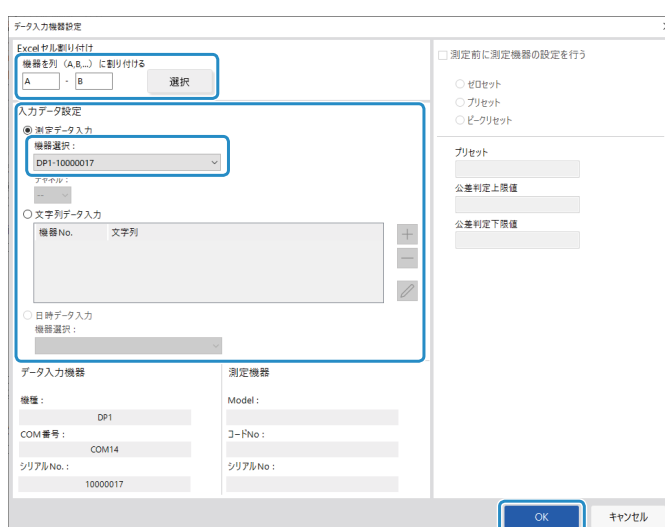 データ入力機器設定
Excelセル割り付け
機器を列（A,B,...）に割り付ける
A - B 選択
入力データ設定
測定データ入力
機器選択：
DP1-10000017
チャネル：
--
文字列データ入力
機器No. 文字列
日時データ入力
機器選択：
データ入力機器
機種：
DP1
COM番号：
COM14
シリアルNo.：
10000017
測定機器
Model：
コードNo：
シリアルNo：
測定前に測定機器の設定を行う
ゼロセット
プリセット
ピークリセット
プリセット
公差判定上限値
公差判定下限値
OK キャンセル